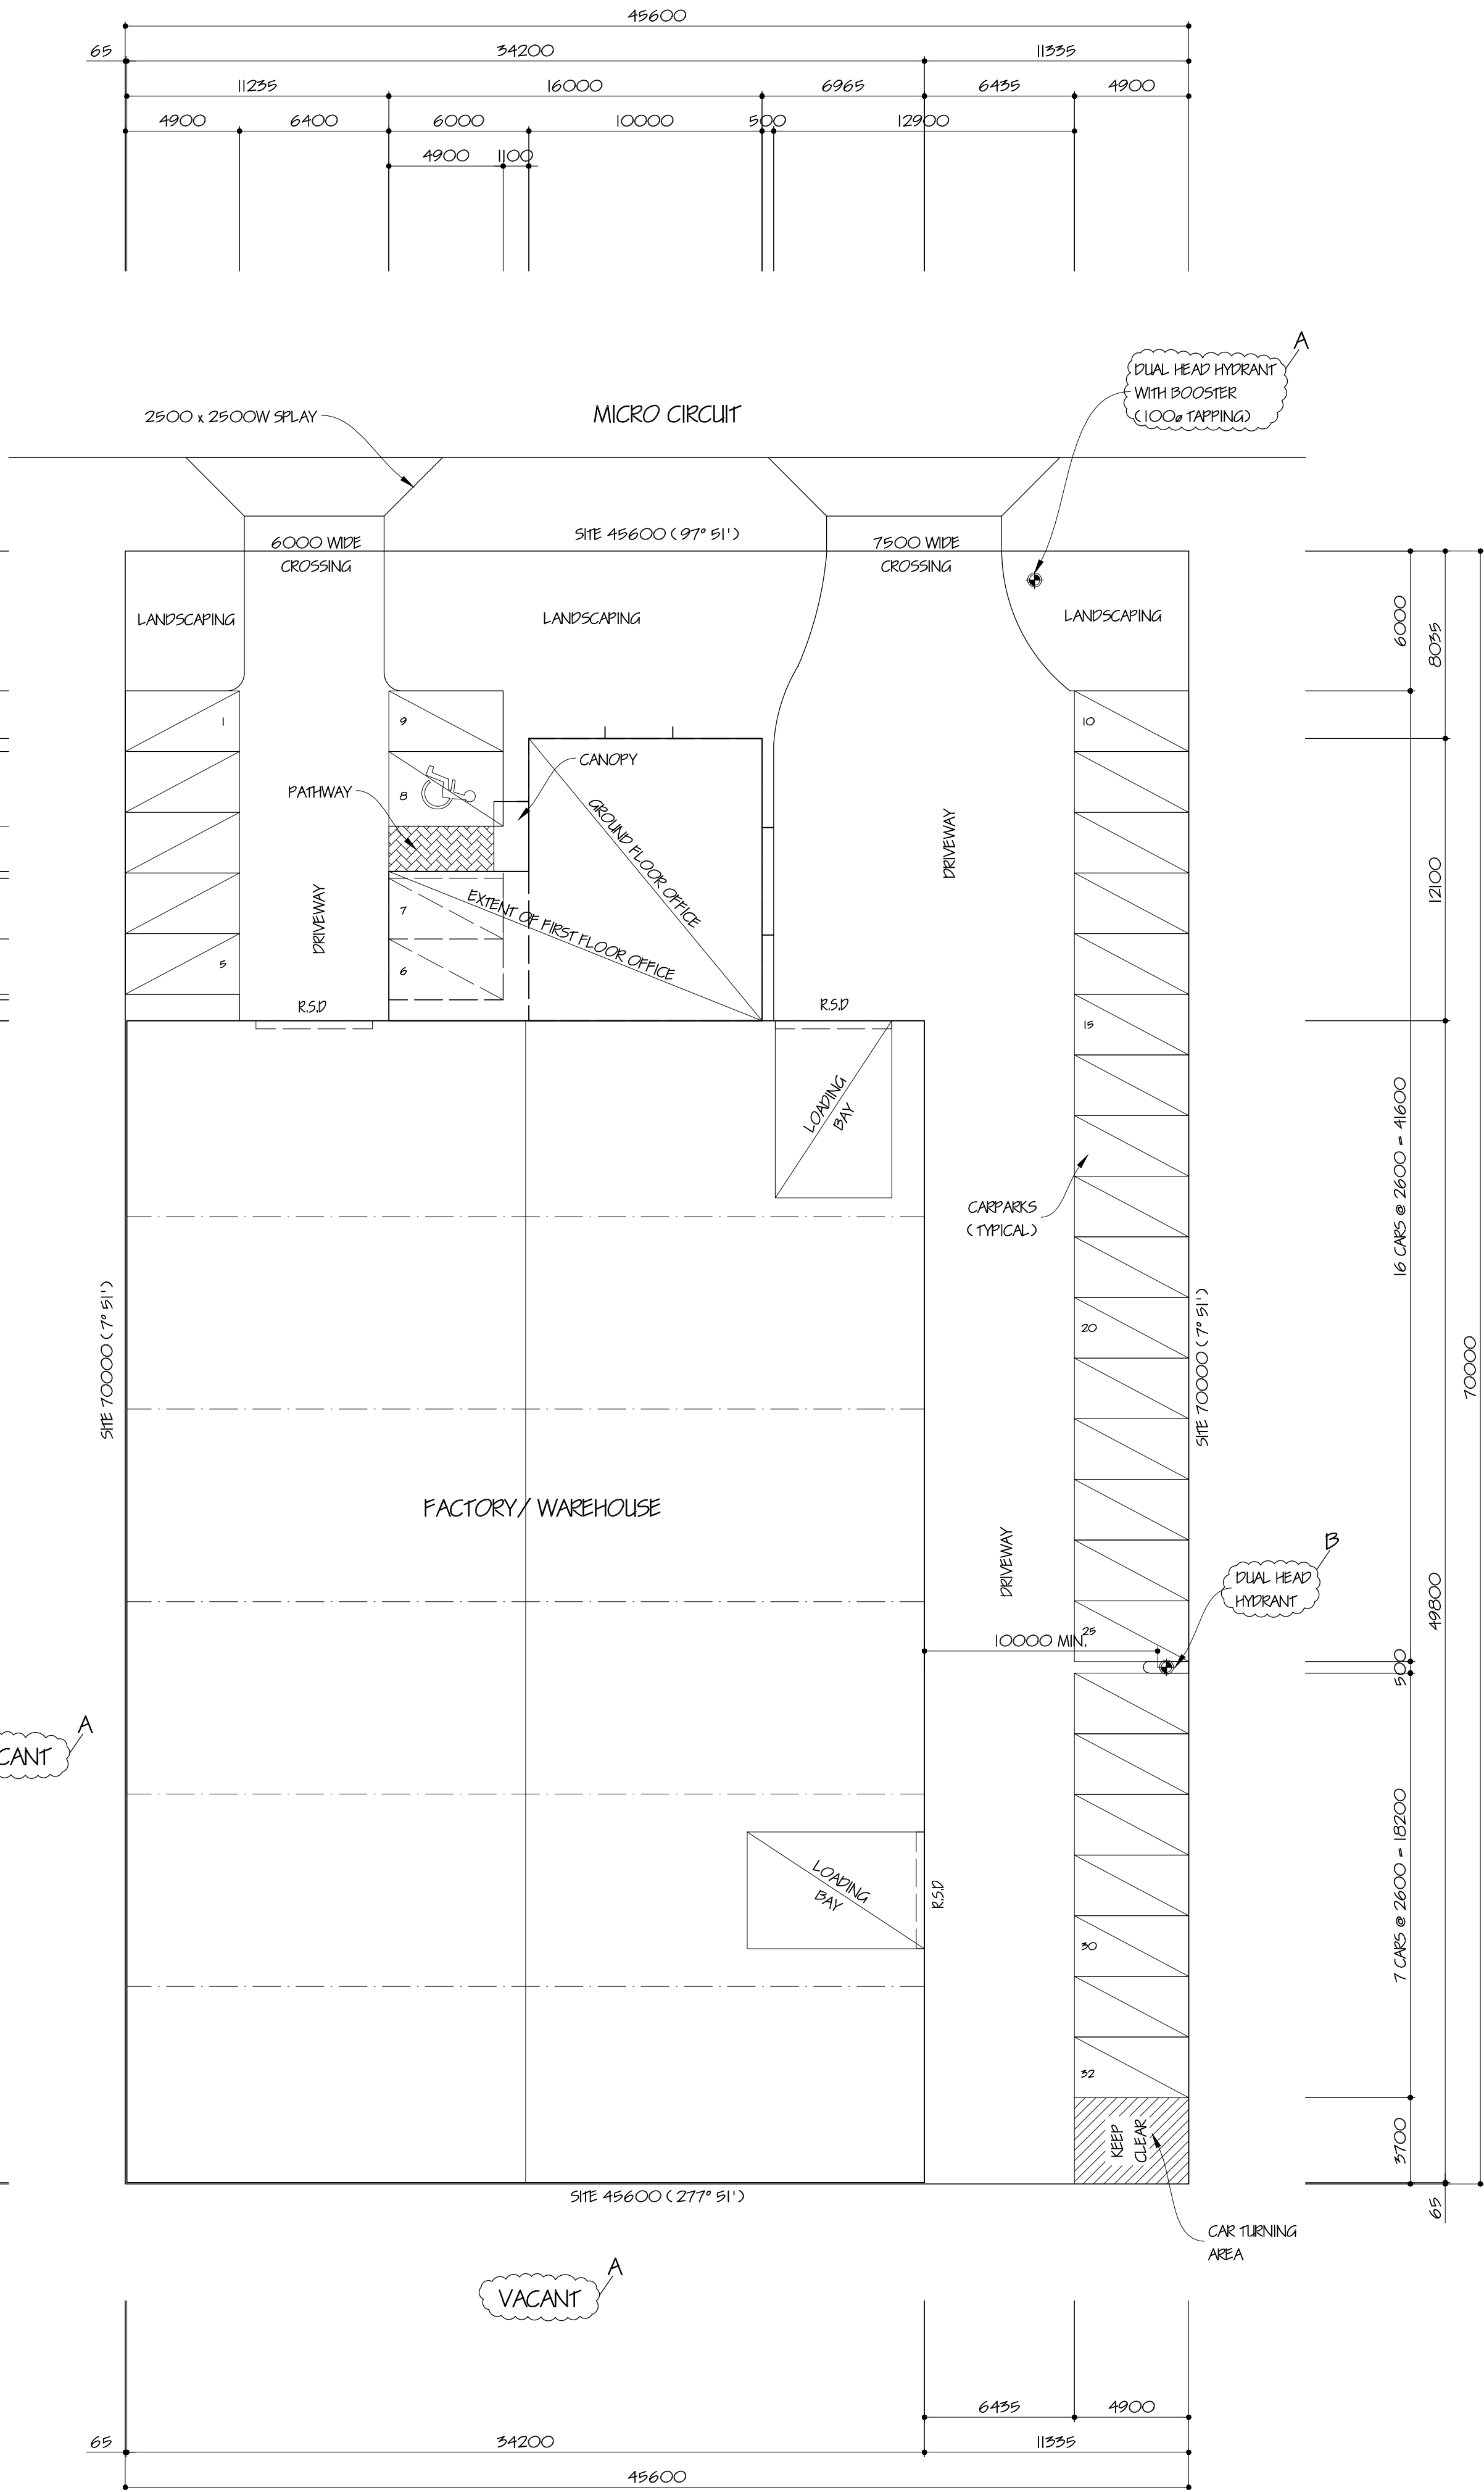 45600
65 34200 11335
11235 16000 6965 6435 4900
4900 6400 6000 10000 500 12900
4900 1100
A
DUAL HEAD HYDRANT
WITH BOOSTER
(100ø TAPPING)
2500 x 2500W SPLAY
MICRO CIRCUIT
SITE 45600 (97° 51')
6000 WIDE
CROSSING
7500 WIDE
CROSSING
LANDSCAPING
LANDSCAPING
LANDSCAPING
6000
8035
1
9
10
CANOPY
PATHWAY
8
GROUND FLOOR OFFICE
DRIVEWAY
12100
DRIVEWAY
7
EXTENT OF FIRST FLOOR OFFICE
5
6
R.S.D
R.S.D
15
LOADING
BAY
16 CARS @ 2600 = 41600
CARPARKS
(TYPICAL)
SITE 70000 (7° 51')
SITE 70000 (7° 51')
20
70000
FACTORY/ WAREHOUSE
DRIVEWAY
B
DUAL HEAD
HYDRANT
49800
10000 MIN.
25
500
A
CANT
LOADING
BAY
R.S.D
7 CARS @ 2600 = 18200
30
32
KEEP
CLEAR
3700
SITE 45600 (277° 51')
65
CAR TURNING
AREA
A
VACANT
6435 4900
65 34200 11335
45600